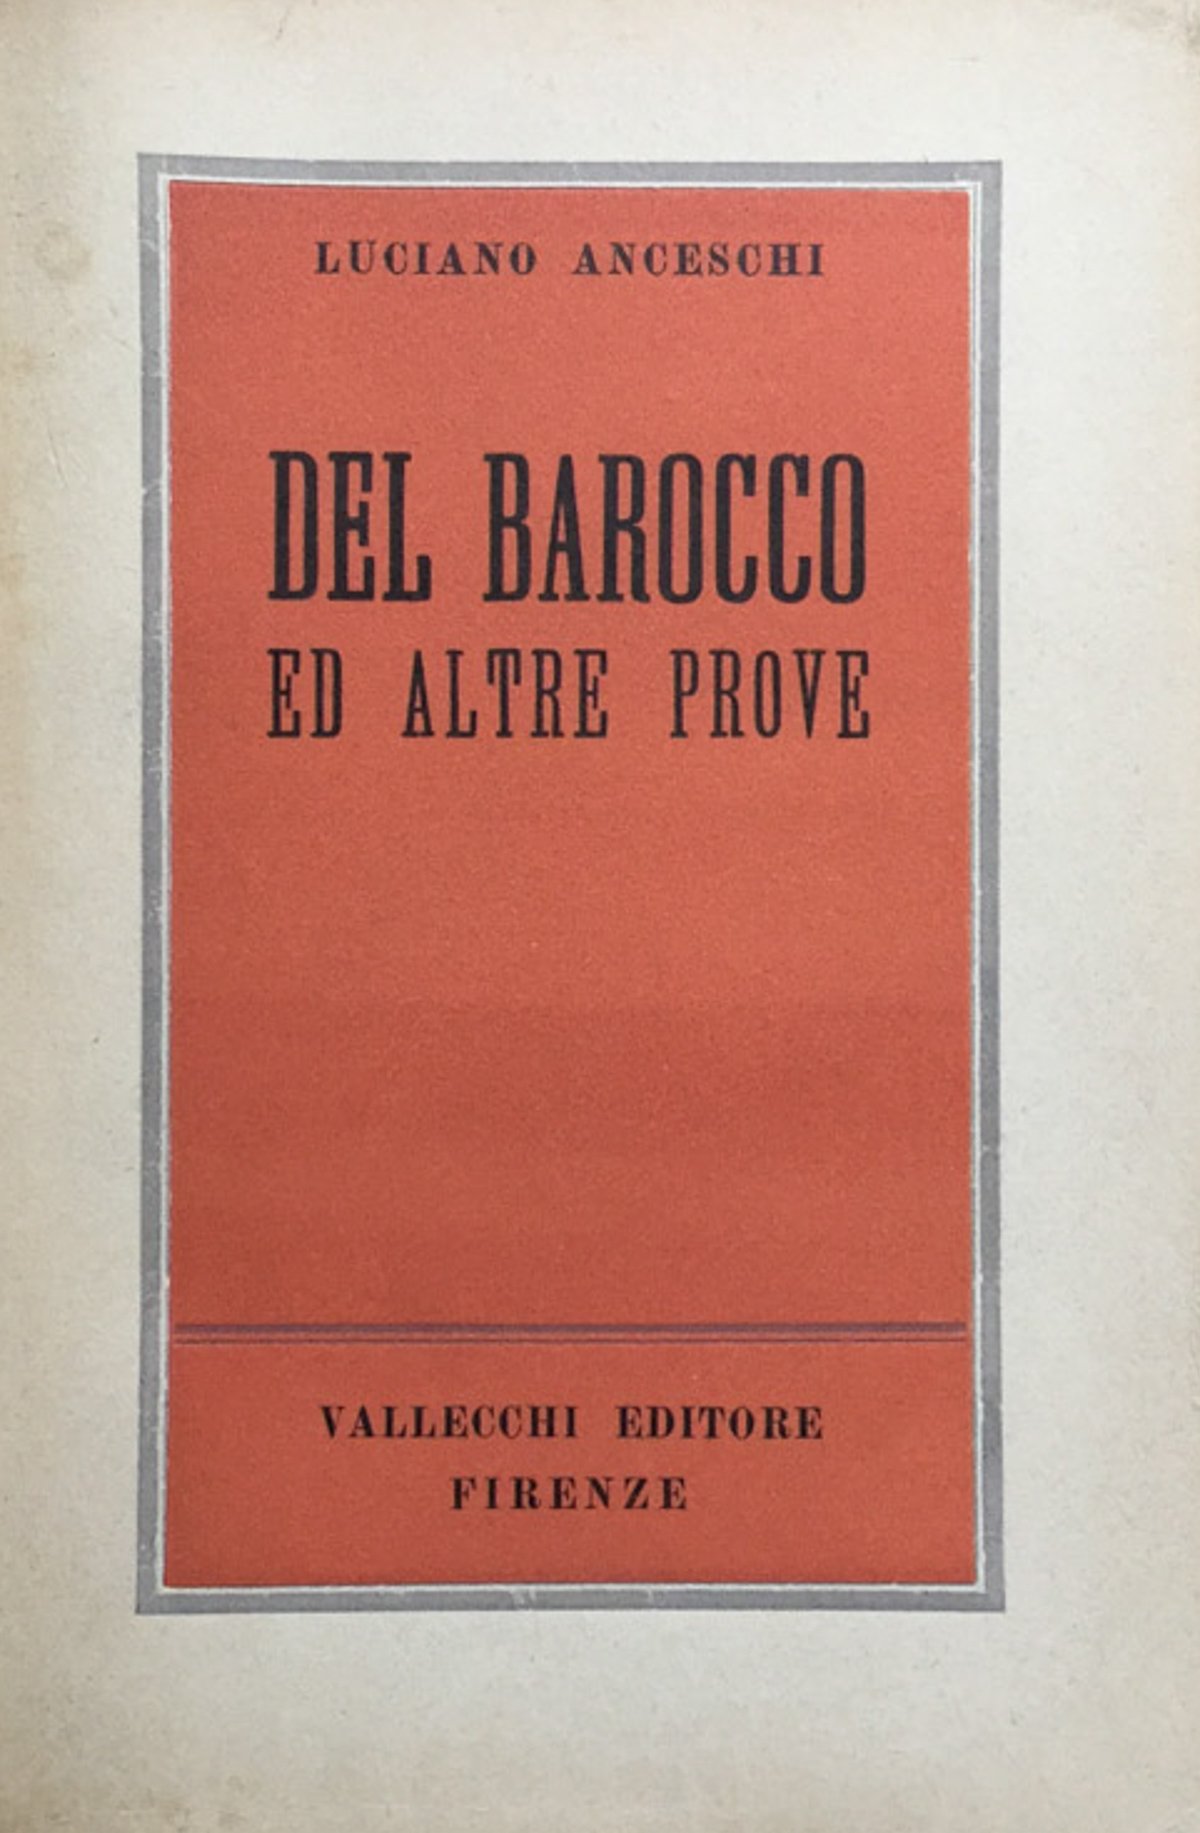 LUCIANO ANCESCHI
DEL BAROCCO
ED ALTRE PROVE
VALLECCHI EDITORE
FIRENZE